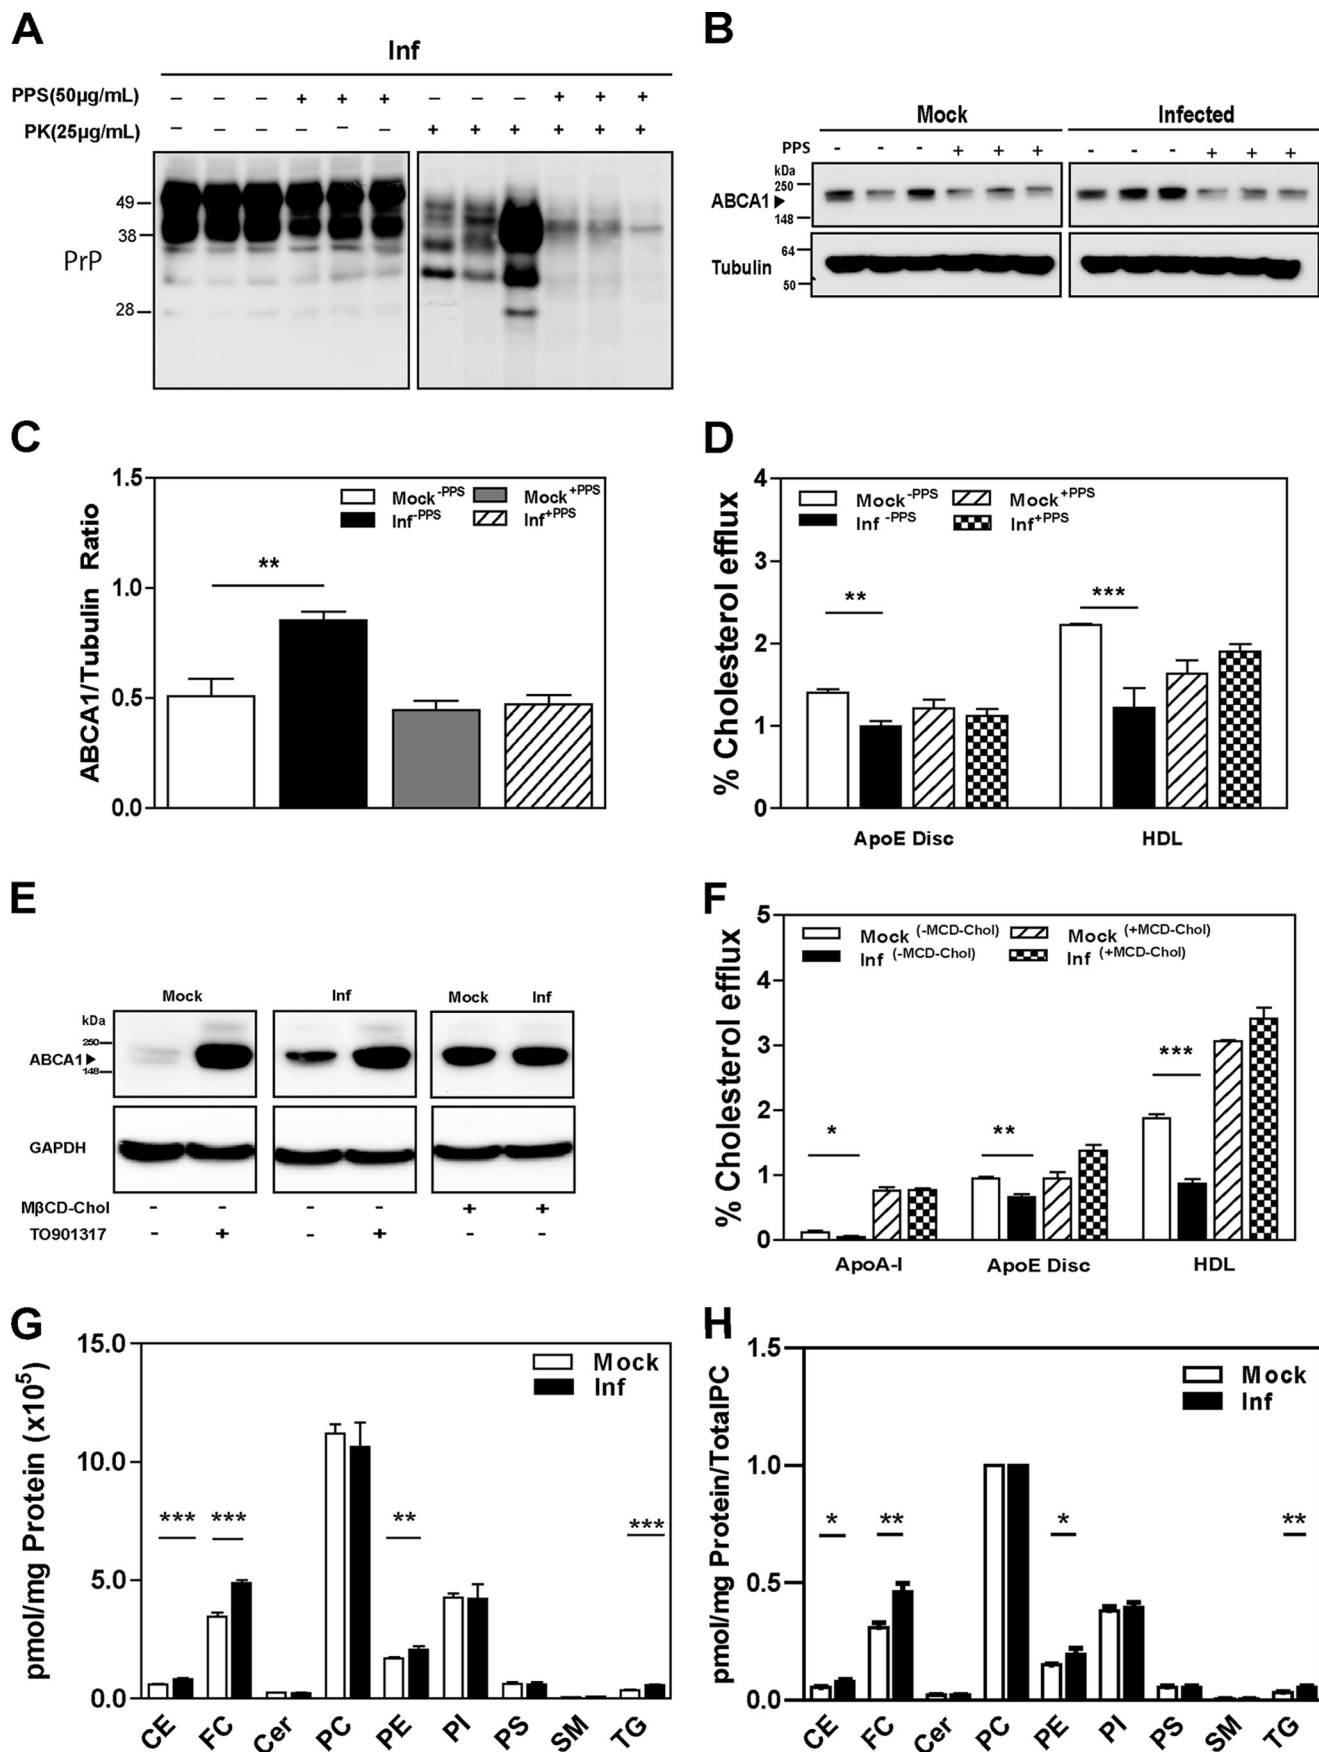 A
Inf
PPS(50µg/mL) – – – + + + – – – + + +
PK(25µg/mL) – – – – – – + + + + + +
49
38
PrP
28
B
Mock Infected
PPS - - - + + + - - - + + +
kDa
250
ABCA1
148
64
Tubulin
50
C
ABCA1/Tubulin Ratio
1.5
1.0
0.5
0.0
Mock-PPS Mock+PPS
Inf-PPS Inf+PPS
**
D
% Cholesterol efflux
4
3
2
1
0
Mock-PPS Mock+PPS
Inf-PPS Inf+PPS
** ***
ApoE Disc HDL
E
Mock Inf Mock Inf
kDa
250
ABCA1
148
GAPDH
MβCD-Chol - - - - + +
TO901317 - + - + - -
F
% Cholesterol efflux
5
4
3
2
1
0
Mock (-MCD-Chol) Mock (+MCD-Chol)
Inf (-MCD-Chol) Inf (+MCD-Chol)
* ** ***
ApoA-I ApoE Disc HDL
G
pmol/mg Protein (x10⁵)
15.0
10.0
5.0
0.0
Mock
Inf
*** *** ** ***
CE FC Cer PC PE PI PS SM TG
H
pmol/mg Protein/TotalPC
1.5
1.0
0.5
0.0
Mock
Inf
* ** * **
CE FC Cer PC PE PI PS SM TG